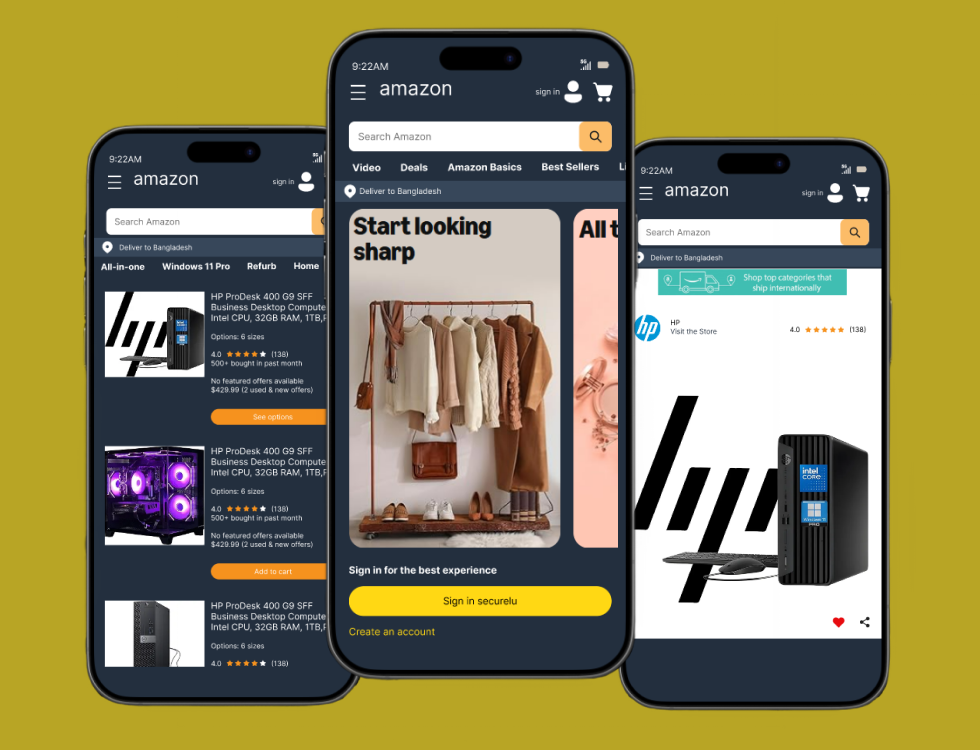 9:22AM
5G
amazon
sign in
Search Amazon
Deliver to Bangladesh
All-in-one Windows 11 Pro Refurb Home
HP ProDesk 400 G9 SFF
Business Desktop Compute
Intel CPU, 32GB RAM, 1TB,
Options: 6 sizes
4.0 (138)
500+ bought in past month
No featured offers available
$429.99 (2 used & new offers)
See options
HP ProDesk 400 G9 SFF
Business Desktop Compute
Intel CPU, 32GB RAM, 1TB,
Options: 6 sizes
4.0 (138)
500+ bought in past month
No featured offers available
$429.99 (2 used & new offers)
Add to cart
HP ProDesk 400 G9 SFF
Business Desktop Compute
Intel CPU, 32GB RAM, 1TB,
Options: 6 sizes
4.0 (138)
9:22AM
5G
amazon
sign in
Search Amazon
Video Deals Amazon Basics Best Sellers Li
Deliver to Bangladesh
Start looking
sharp
All t
Sign in for the best experience
Sign in securelu
Create an account
9:22AM
5G
amazon
sign in
Search Amazon
Deliver to Bangladesh
Shop top categories that
ship internationally
hp
HP
Visit the Store
4.0 (138)
intel
CORE